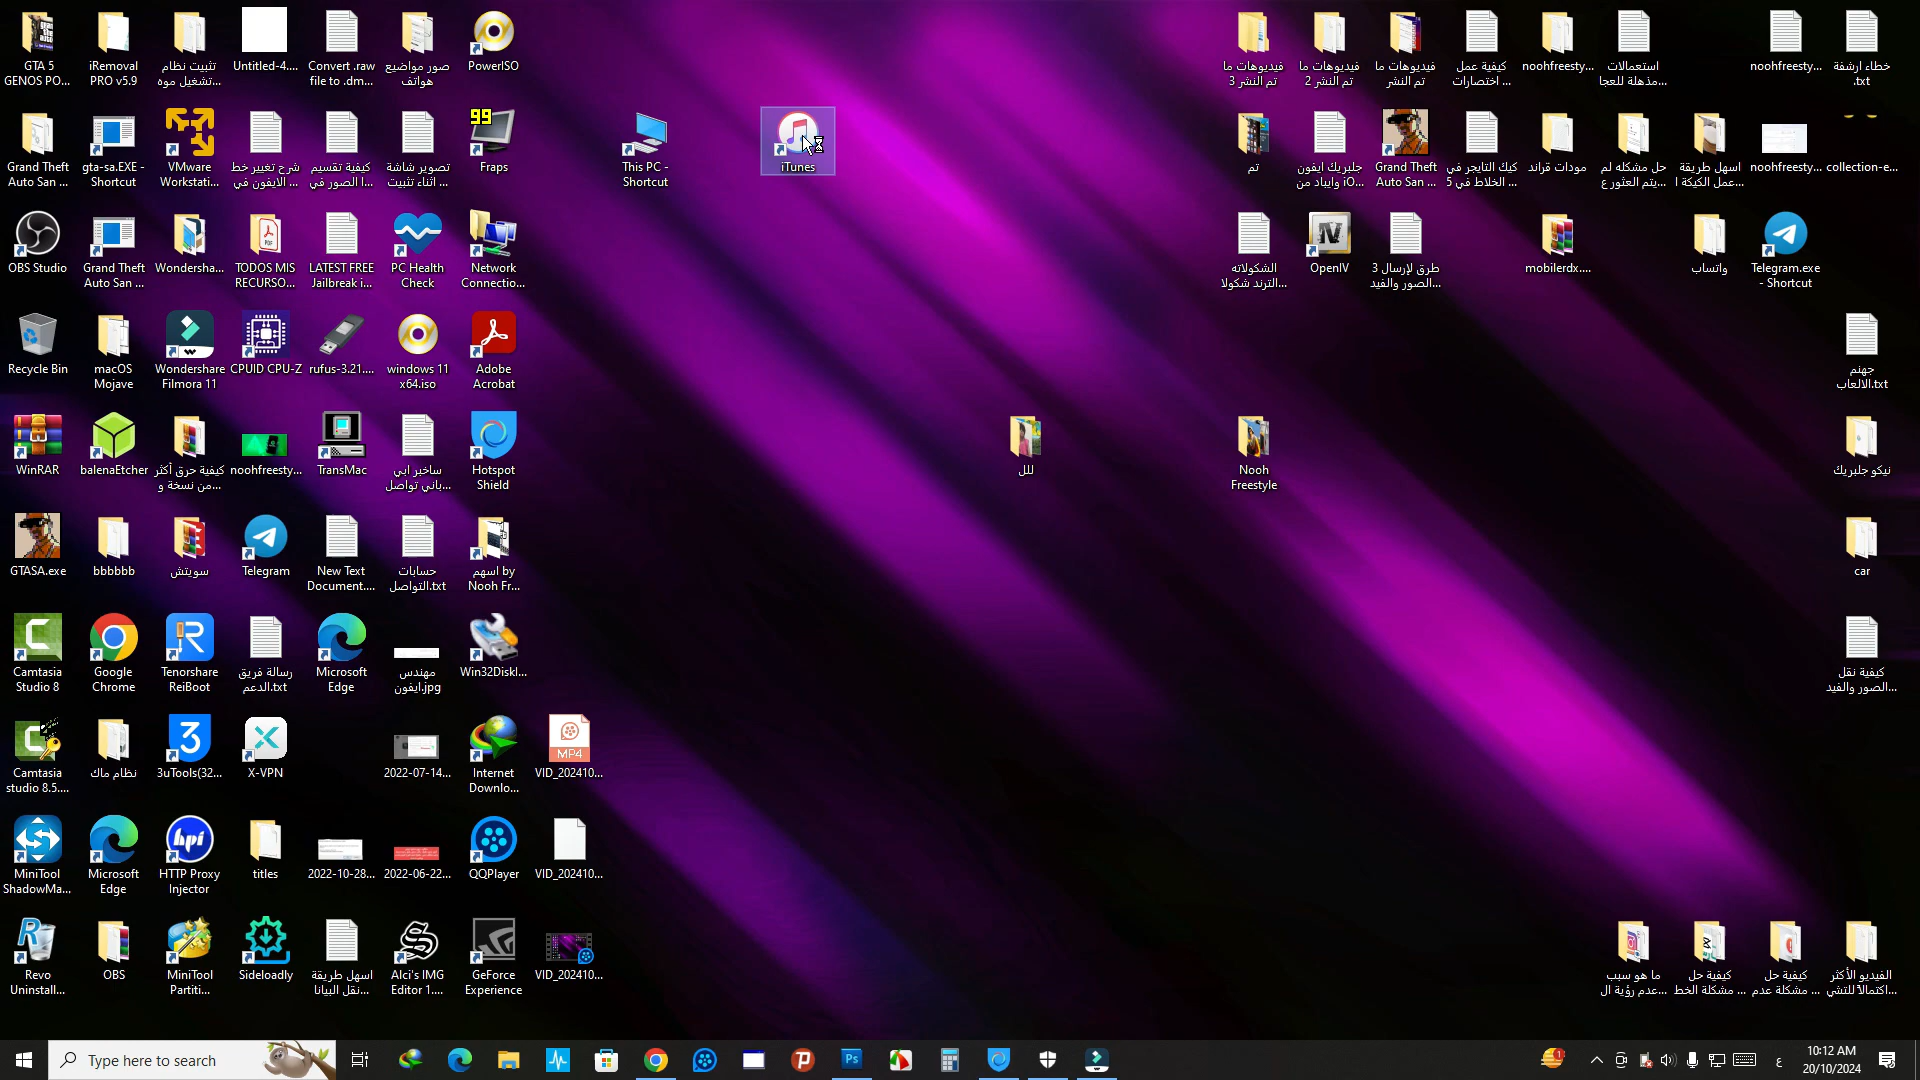 GTA 5
GENOS PO...
iRemoval
PRO v5.9
تثبيت نظام
تشغيل موه...
Untitled-4....
Convert .raw
file to .dm...
صور مواضيع
هواتف
PowerISO
فيديوهات ما
تم النشر 3
فيديوهات ما
تم النشر 2
فيديوهات ما
تم النشر
كيفية عمل
اختصارات ...
noohfreesty...
استعمالات
مذهلة للعجا...
noohfreesty...
خطاء ارشفة
.txt
Grand Theft
Auto San ...
gta-sa.EXE -
Shortcut
VMware
Workstati...
شرح تغيير خط
الايفون في ...
كيفية تقسيم
الصور في ا...
تصوير شاشة
اثناء تثبيت ...
99
Fraps
This PC -
Shortcut
iTunes
تم
جلبريك ايفون
وايباد من iO...
Grand Theft
Auto San ...
كيك التايجر في
الخلاط في 5 ...
مودات قراند
حل مشكله لم
يتم العثور ع...
اسهل طريقة
عمل الكيكة ا...
noohfreesty...
collection-e...
OBS Studio
Grand Theft
Auto San ...
Wondersha...
TODOS MIS
RECURSO...
LATEST FREE
Jailbreak i...
PC Health
Check
Network
Connectio...
الشكولاته
الترند شكولا...
OpenIV
3 طرق لإرسال
الصور والفيد...
mobilerdx....
واتساب
Telegram.exe
- Shortcut
Recycle Bin
macOS
Mojave
Wondershare
Filmora 11
CPUID CPU-Z
rufus-3.21....
windows 11
x64.iso
Adobe
Acrobat
جهنم
الالعاب.txt
WinRAR
balenaEtcher
كيفية حرق أكثر
من نسخة و...
noohfreesty...
TransMac
ساخبر ابي
باني تواصل...
Hotspot
Shield
للل
Nooh
Freestyle
نيكو جلبريك
GTASA.exe
bbbbbb
سويتش
Telegram
New Text
Document....
حسابات
التواصل.txt
اسهم by
Nooh Fr...
car
Camtasia
Studio 8
Google
Chrome
Tenorshare
ReiBoot
رسالة فريق
الدعم.txt
Microsoft
Edge
مهندس
ايفون.jpg
Win32DiskI...
كيفية نقل
الصور والفيد...
Camtasia
studio 8.5....
نظام ماك
3uTools(32...
X-VPN
2022-07-14...
Internet
Downlo...
MP4
VID_202410...
MiniTool
ShadowMa...
Microsoft
Edge
HTTP Proxy
Injector
titles
2022-10-28...
2022-06-22...
QQPlayer
VID_202410...
Revo
Uninstall...
OBS
MiniTool
Partiti...
Sideloadly
اسهل طريقة
نقل البيانا...
Alci's IMG
Editor 1....
GeForce
Experience
VID_202410...
ما هو سبب
عدم رؤية ال...
كيفية حل
مشكلة الخط ...
كيفية حل
مشكلة عدم ...
الفيديو الأكثر
اكتمالاً للتشي...
Type here to search
Ps
1
ع
10:12 AM
20/10/2024